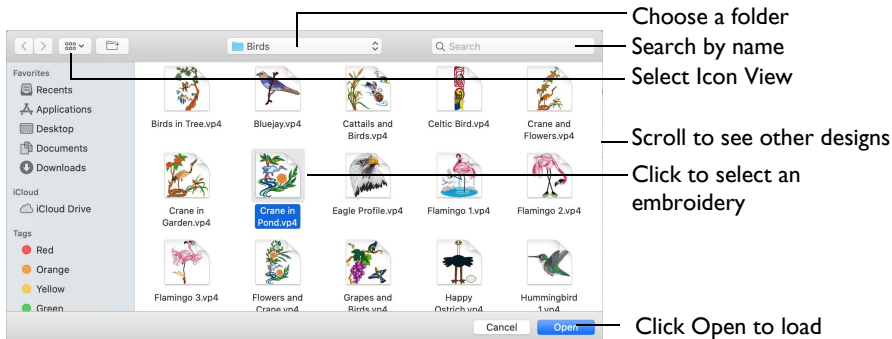 Choose a folder
Birds
Search
Search by name
Select Icon View
Favorites
Recents
Applications
Desktop
Documents
Downloads
iCloud
iCloud Drive
Tags
Red
Orange
Yellow
Green
Birds in Tree.vp4
Bluejay.vp4
Cattails and
Birds.vp4
Celtic Bird.vp4
Crane and
Flowers.vp4
Scroll to see other designs
Click to select an
embroidery
Crane in
Garden.vp4
Crane in
Pond.vp4
Eagle Profile.vp4
Flamingo 1.vp4
Flamingo 2.vp4
Flamingo 3.vp4
Flowers and
Crane.vp4
Grapes and
Birds.vp4
Happy
Ostrich.vp4
Hummingbird
1.vp4
Cancel
Open
Click Open to load